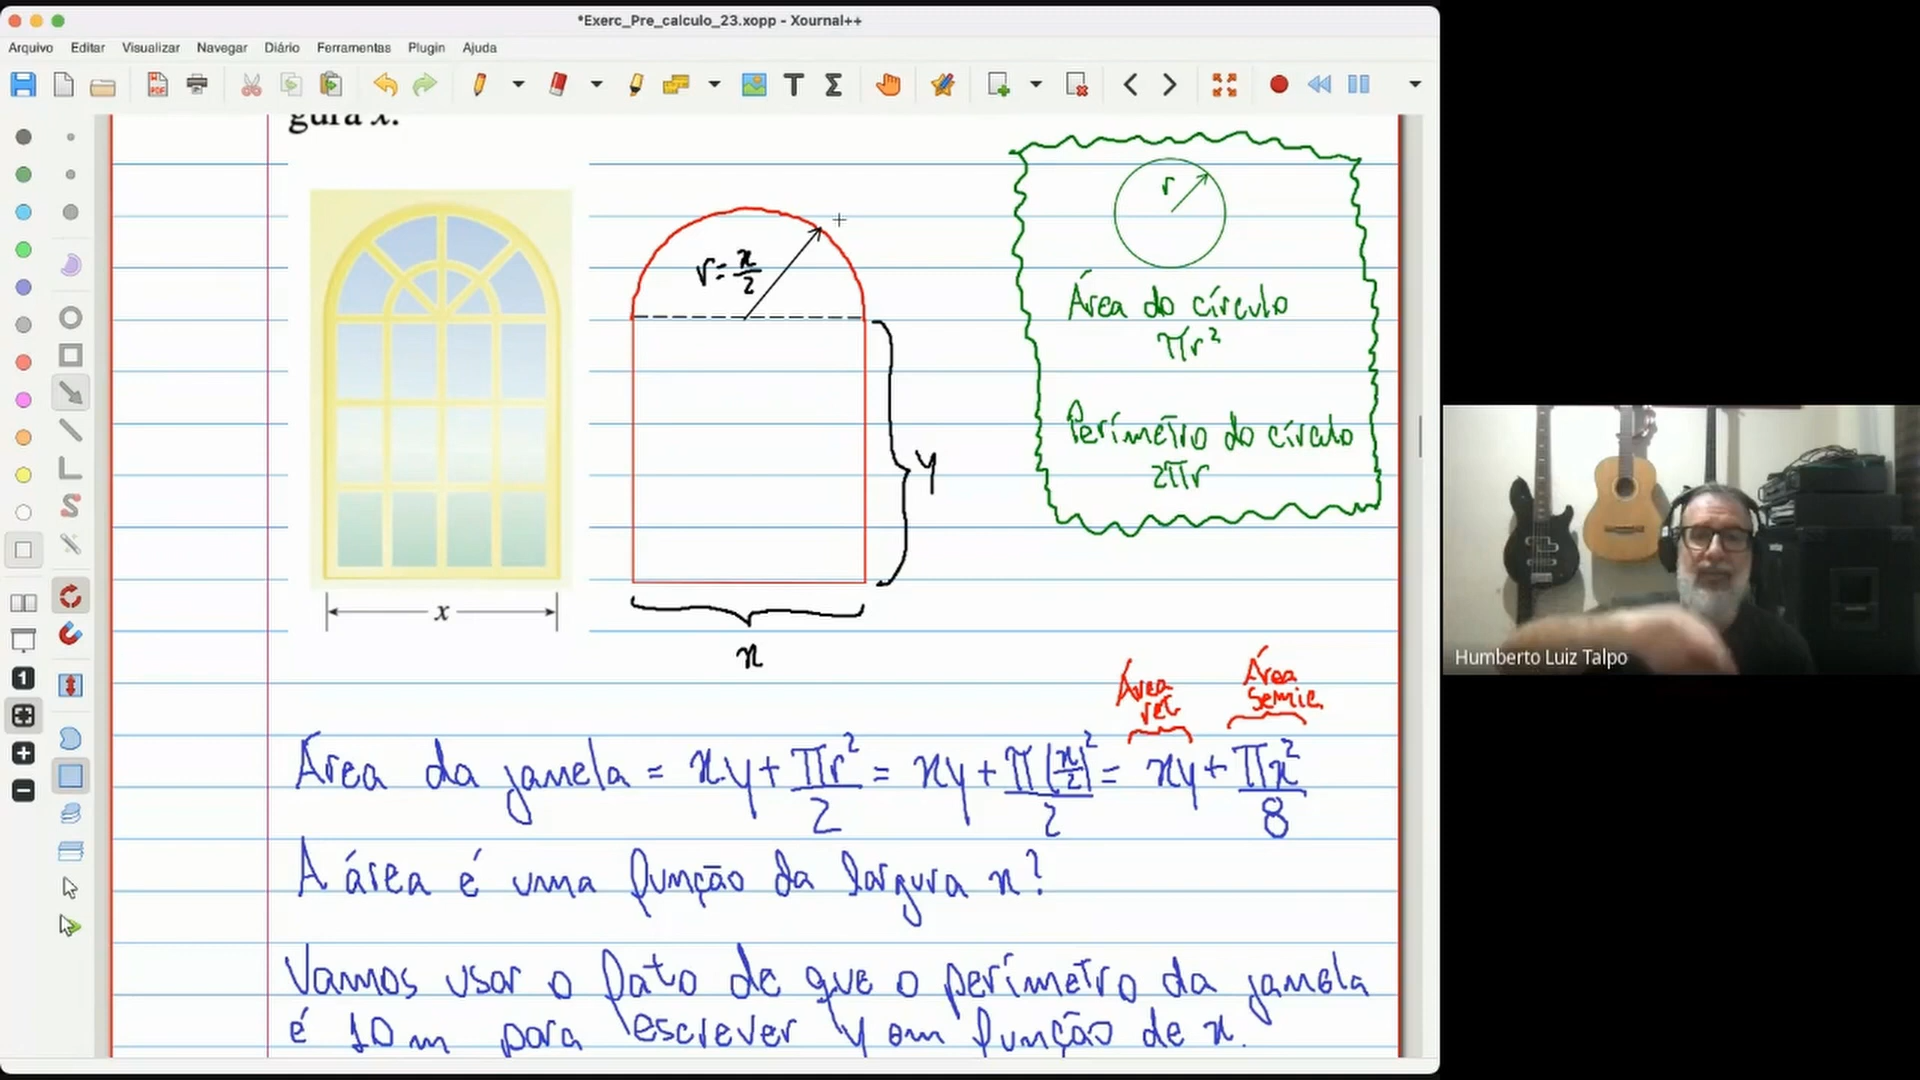 *Exerc_Pre_calculo_23.xopp - Xournal++
Arquivo Editar Visualizar Navegar Diário Ferramentas Plugin Ajuda
gura x.
r
r = x/2
Área do círculo
πr²
Perímetro do círculo
2πr
y
x
x
Área ret
Área semic
Área da janela = x.y + πr²/2 = xy + π(x/2)²/2 = xy + πx²/8
A área é uma função da largura x?
Vamos usar o fato de que o perímetro da janela
é 10 m para escrever y em função de x.
Humberto Luiz Talpo